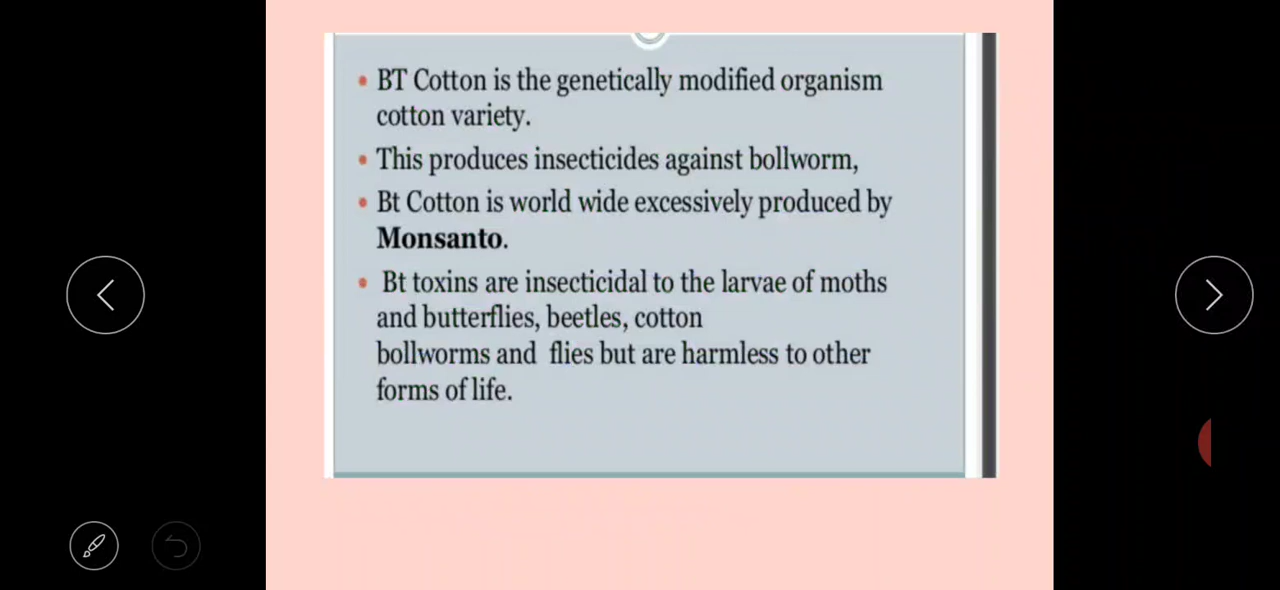 • BT Cotton is the genetically modified organism
cotton variety.
• This produces insecticides against bollworm,
• Bt Cotton is world wide excessively produced by
Monsanto.
• Bt toxins are insecticidal to the larvae of moths
and butterflies, beetles, cotton
bollworms and flies but are harmless to other
forms of life.